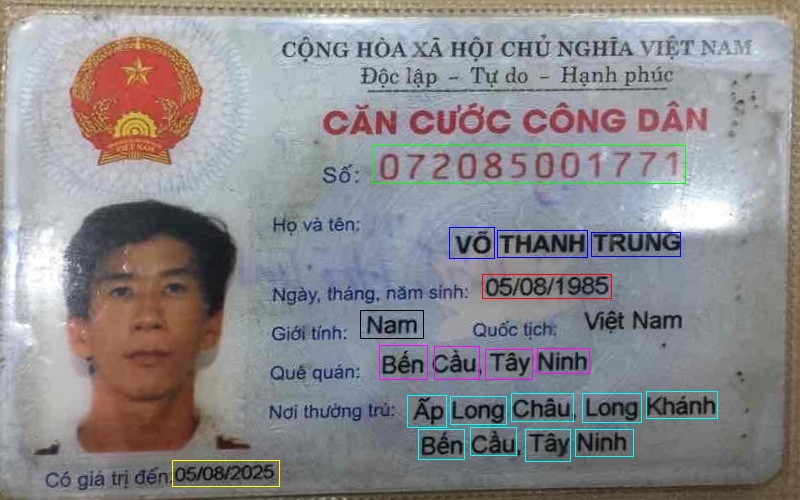 CỘNG HÒA XÃ HỘI CHỦ NGHĨA VIỆT NAM
Độc lập - Tự do - Hạnh phúc
CĂN CƯỚC CÔNG DÂN
Số: 072085001771
Họ và tên:
VÕ THANH TRUNG
Ngày, tháng, năm sinh: 05/08/1985
Giới tính: Nam Quốc tịch: Việt Nam
Quê quán: Bến Cầu, Tây Ninh
Nơi thường trú: Ấp Long Châu, Long Khánh
Bến Cầu, Tây Ninh
Có giá trị đến 05/08/2025
VIỆT NAM